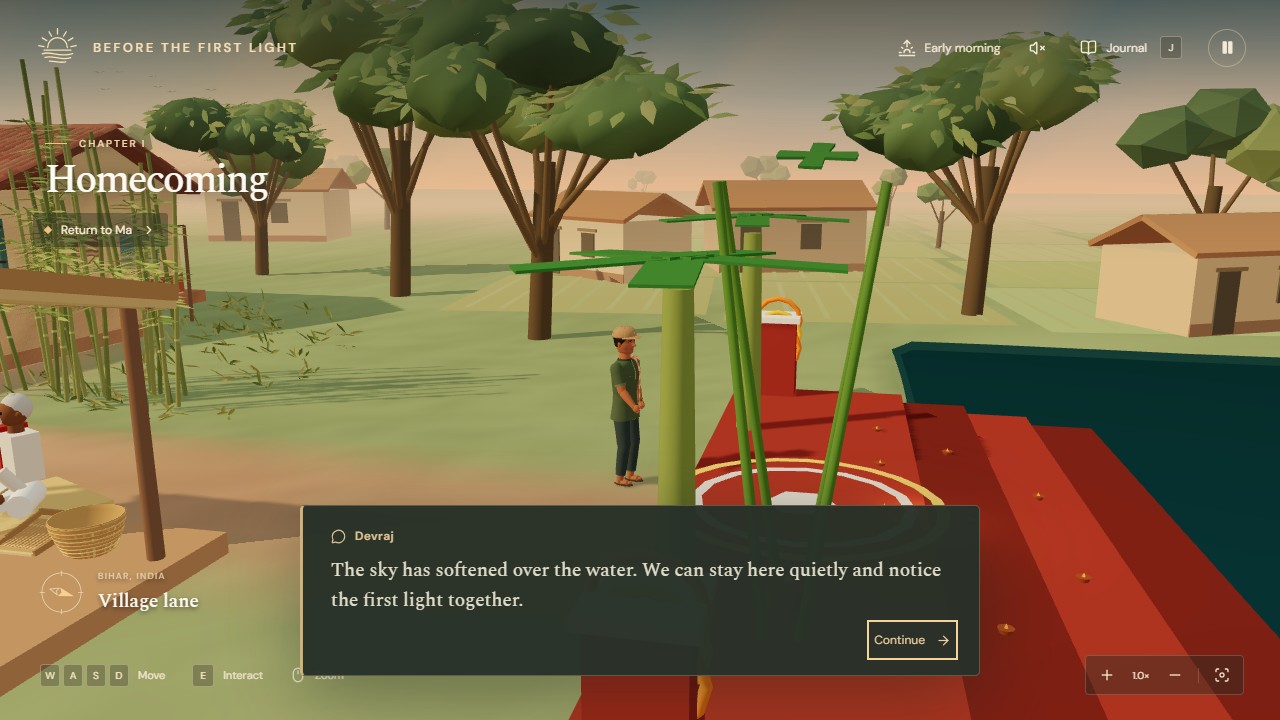 BEFORE THE FIRST LIGHT
Early morning
Journal
J
CHAPTER I
Homecoming
Return to Ma
Devraj
The sky has softened over the water. We can stay here quietly and notice
the first light together.
Continue
BIHAR, INDIA
Village lane
W A S D Move
E Interact
Zoom
1.0×